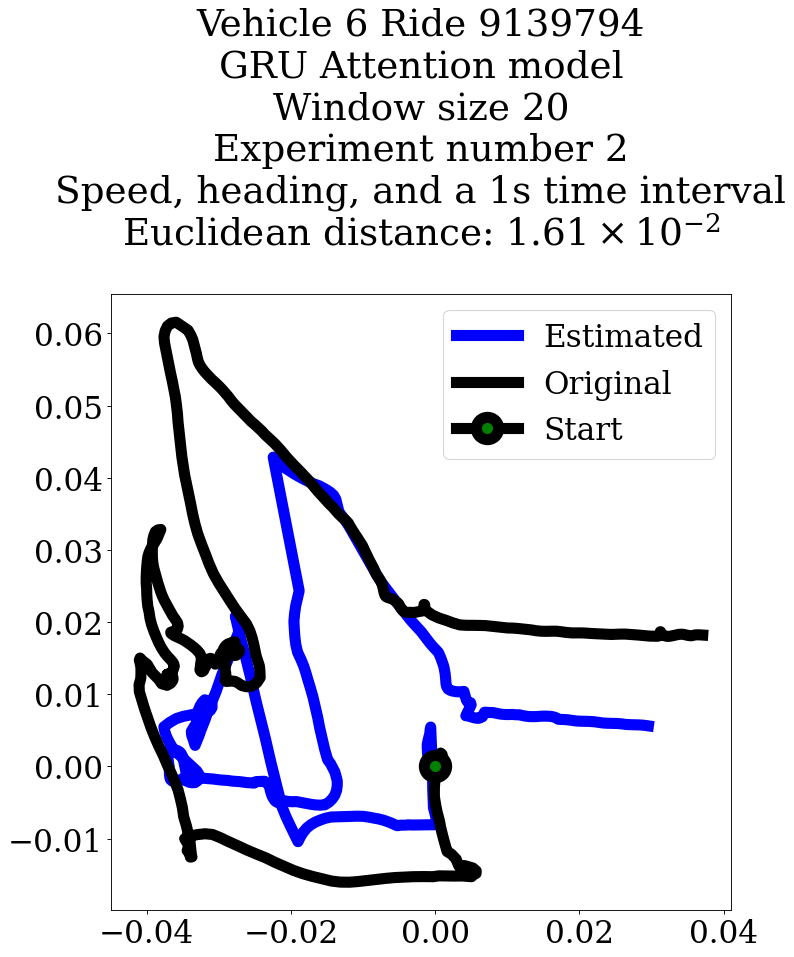 Vehicle 6 Ride 9139794
GRU Attention model
Window size 20
Experiment number 2
Speed, heading, and a 1s time interval
Euclidean distance: 1.61 × 10⁻²
Estimated
Original
Start
0.06
0.05
0.04
0.03
0.02
0.01
0.00
−0.01
−0.04 −0.02 0.00 0.02 0.04